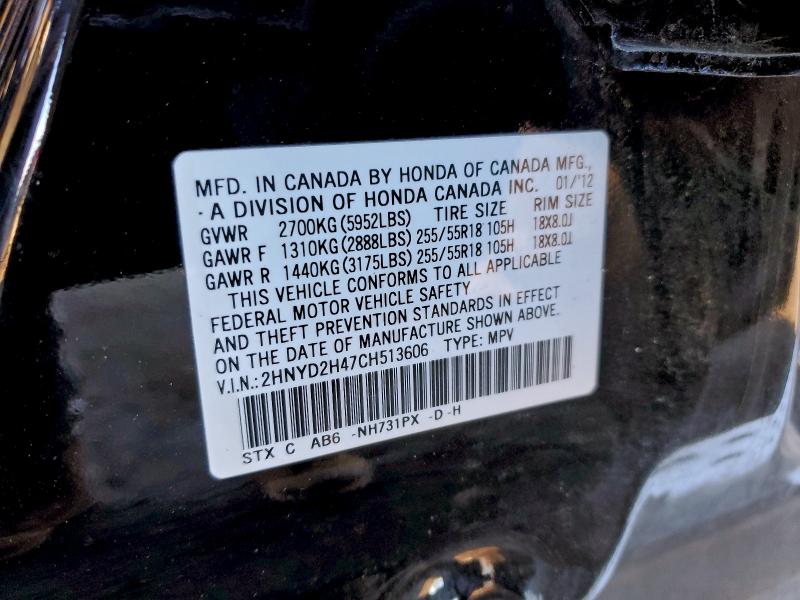 MFD. IN CANADA BY HONDA OF CANADA MFG.,
- A DIVISION OF HONDA CANADA INC. 01/'12
GVWR 2700KG(5952LBS) TIRE SIZE RIM SIZE
GAWR F 1310KG(2888LBS) 255/55R18 105H 18X8.0J
GAWR R 1440KG(3175LBS) 255/55R18 105H 18X8.0J
THIS VEHICLE CONFORMS TO ALL APPLICABLE
FEDERAL MOTOR VEHICLE SAFETY
AND THEFT PREVENTION STANDARDS IN EFFECT
ON THE DATE OF MANUFACTURE SHOWN ABOVE.
V.I.N.:2HNYD2H47CH513606 TYPE: MPV
STX C AB6 -NH731PX -D -H